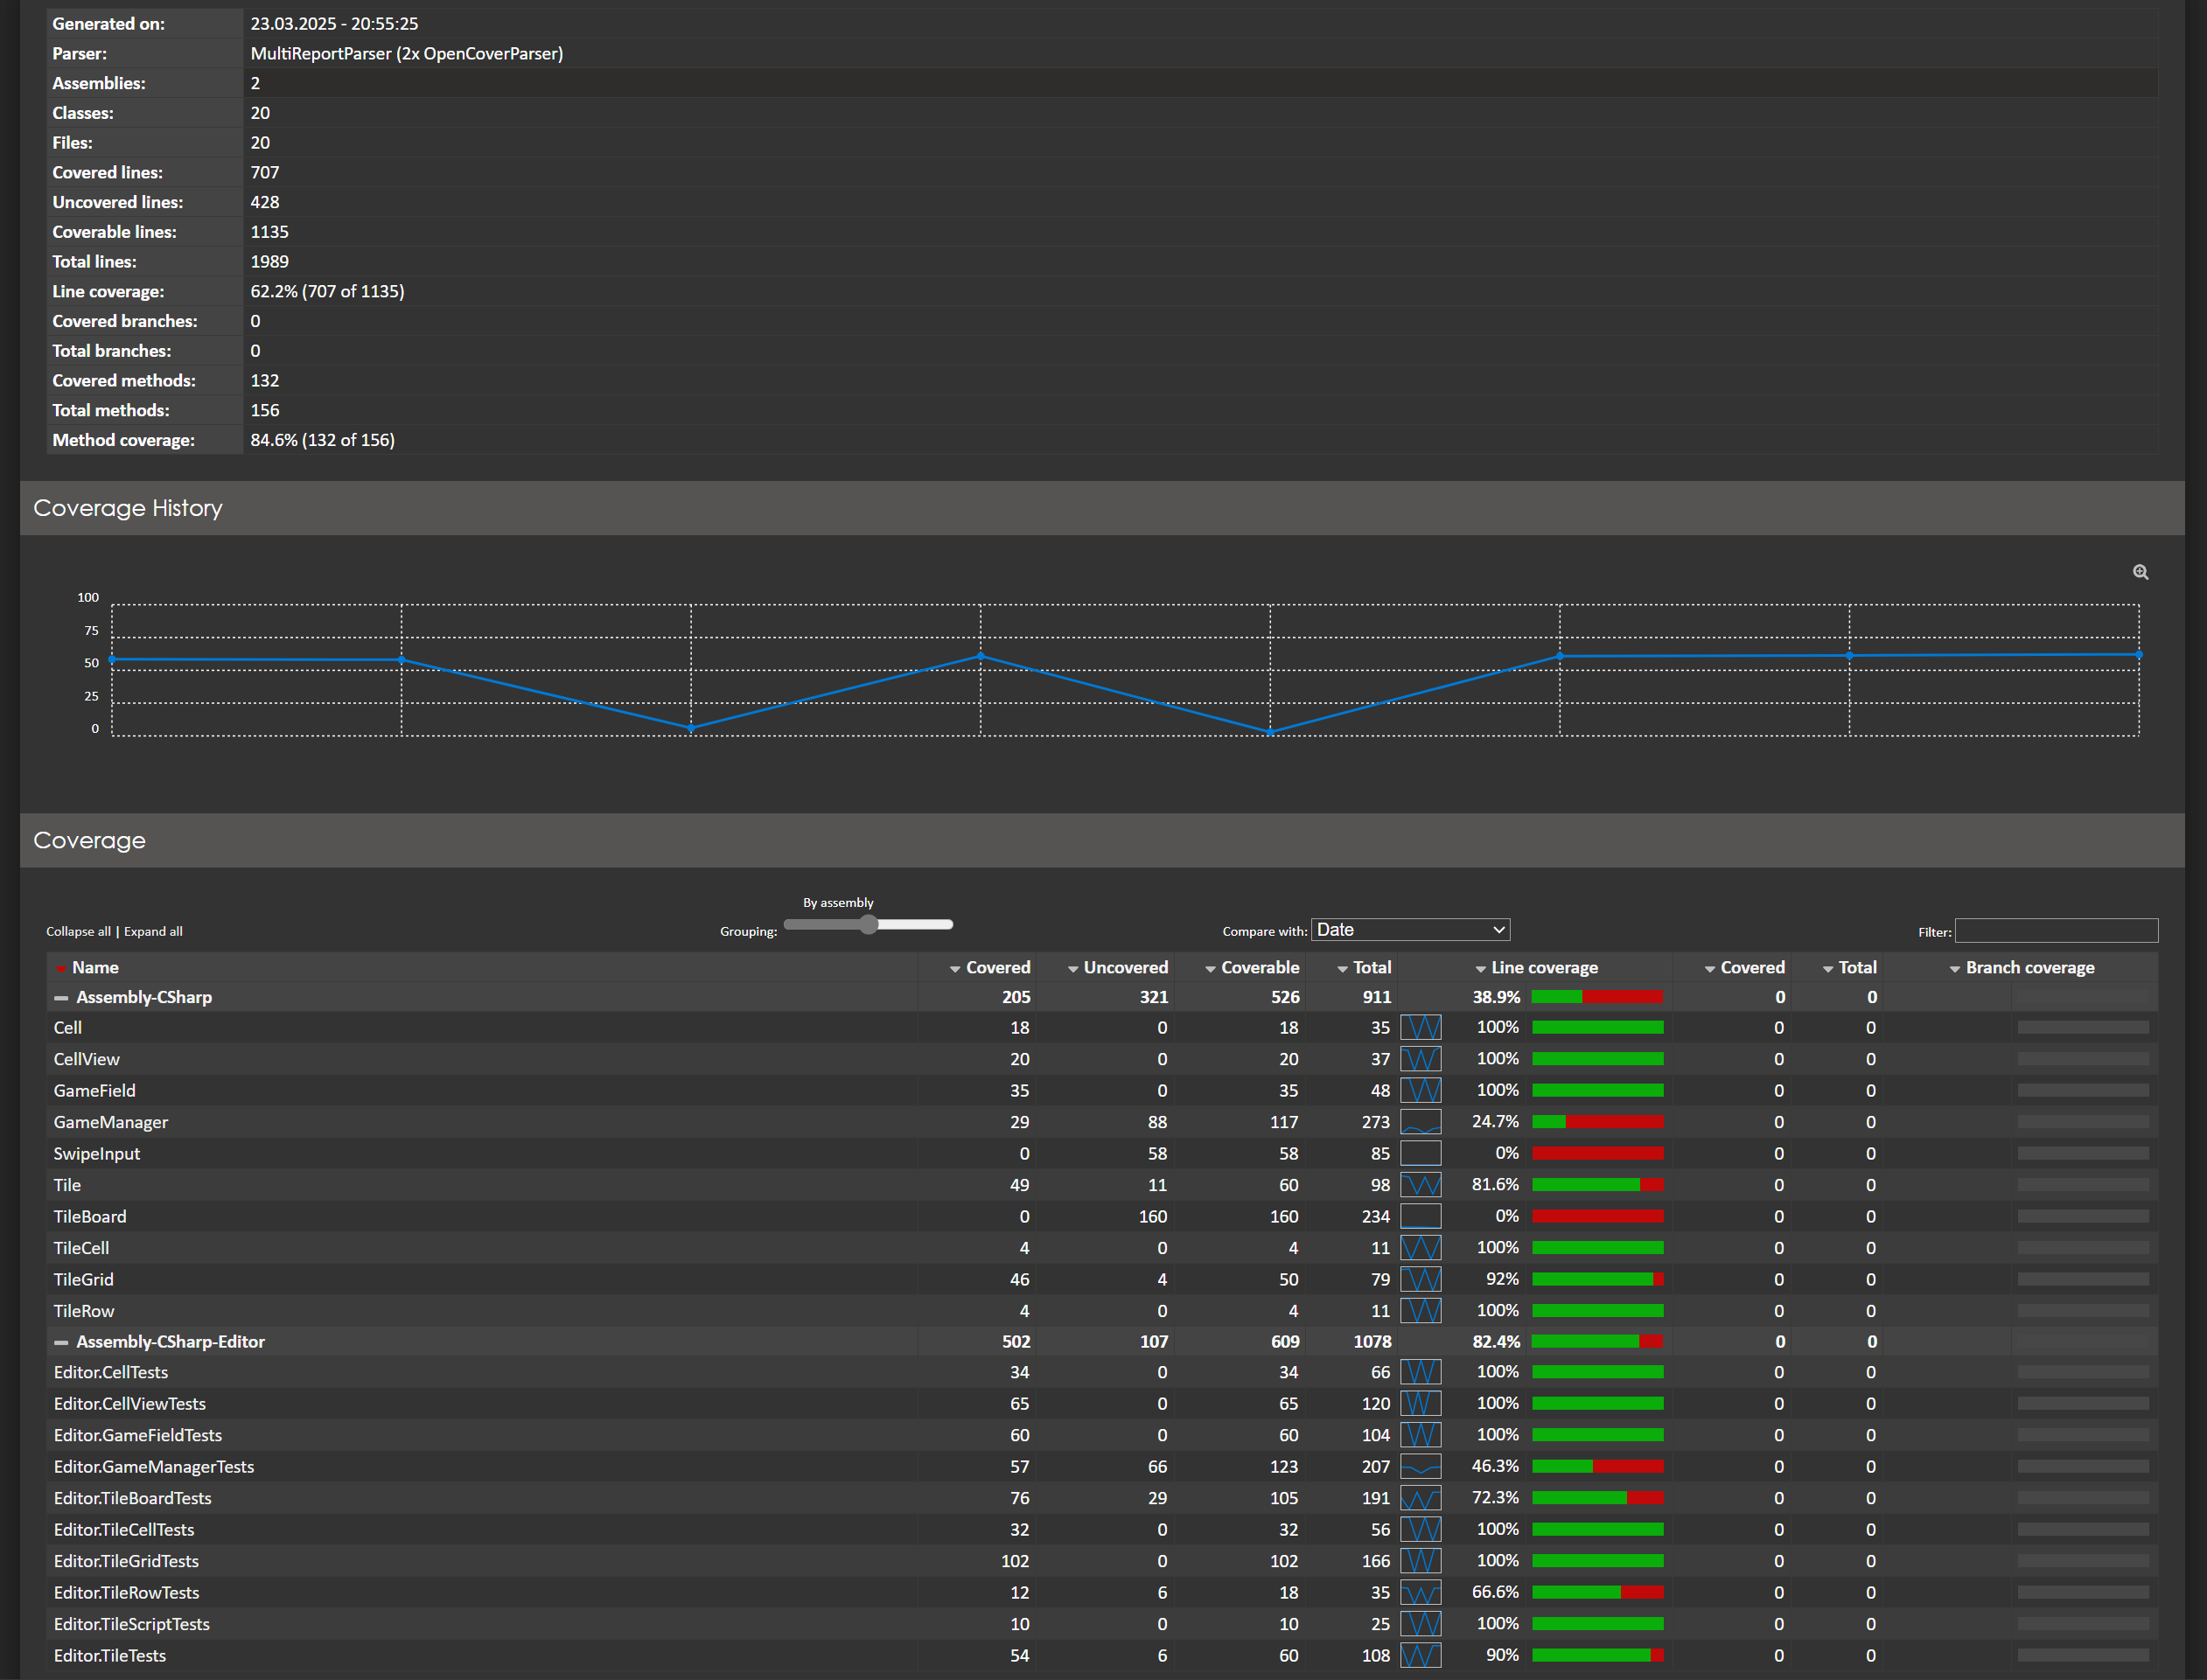 Generated on: 23.03.2025 - 20:55:25
Parser: MultiReportParser (2x OpenCoverParser)
Assemblies: 2
Classes: 20
Files: 20
Covered lines: 707
Uncovered lines: 428
Coverable lines: 1135
Total lines: 1989
Line coverage: 62.2% (707 of 1135)
Covered branches: 0
Total branches: 0
Covered methods: 132
Total methods: 156
Method coverage: 84.6% (132 of 156)
Coverage History
100
75
50
25
0
Coverage
By assembly
Collapse all | Expand all Grouping: Compare with: Date Filter:
Name Covered Uncovered Coverable Total Line coverage Covered Total Branch coverage
Assembly-CSharp 205 321 526 911 38.9% 0 0
Cell 18 0 18 35 100% 0 0
CellView 20 0 20 37 100% 0 0
GameField 35 0 35 48 100% 0 0
GameManager 29 88 117 273 24.7% 0 0
SwipeInput 0 58 58 85 0% 0 0
Tile 49 11 60 98 81.6% 0 0
TileBoard 0 160 160 234 0% 0 0
TileCell 4 0 4 11 100% 0 0
TileGrid 46 4 50 79 92% 0 0
TileRow 4 0 4 11 100% 0 0
Assembly-CSharp-Editor 502 107 609 1078 82.4% 0 0
Editor.CellTests 34 0 34 66 100% 0 0
Editor.CellViewTests 65 0 65 120 100% 0 0
Editor.GameFieldTests 60 0 60 104 100% 0 0
Editor.GameManagerTests 57 66 123 207 46.3% 0 0
Editor.TileBoardTests 76 29 105 191 72.3% 0 0
Editor.TileCellTests 32 0 32 56 100% 0 0
Editor.TileGridTests 102 0 102 166 100% 0 0
Editor.TileRowTests 12 6 18 35 66.6% 0 0
Editor.TileScriptTests 10 0 10 25 100% 0 0
Editor.TileTests 54 6 60 108 90% 0 0